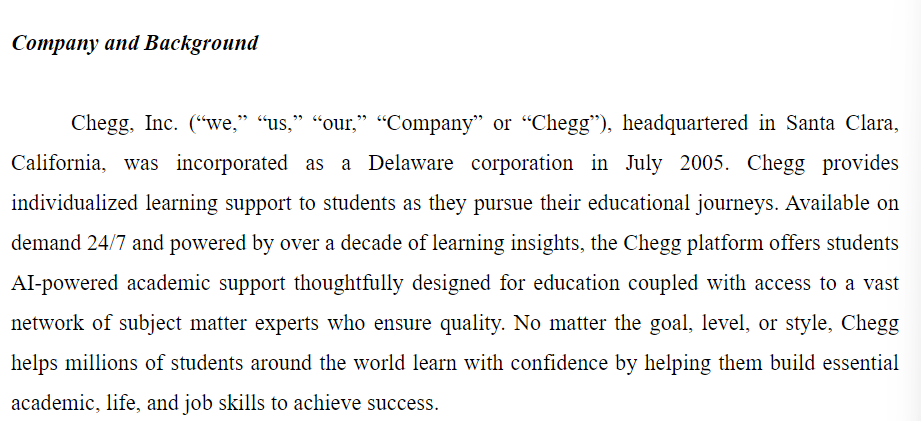 Company and Background
Chegg, Inc. (“we,” “us,” “our,” “Company” or “Chegg”), headquartered in Santa Clara,
California, was incorporated as a Delaware corporation in July 2005. Chegg provides
individualized learning support to students as they pursue their educational journeys. Available on
demand 24/7 and powered by over a decade of learning insights, the Chegg platform offers students
AI-powered academic support thoughtfully designed for education coupled with access to a vast
network of subject matter experts who ensure quality. No matter the goal, level, or style, Chegg
helps millions of students around the world learn with confidence by helping them build essential
academic, life, and job skills to achieve success.